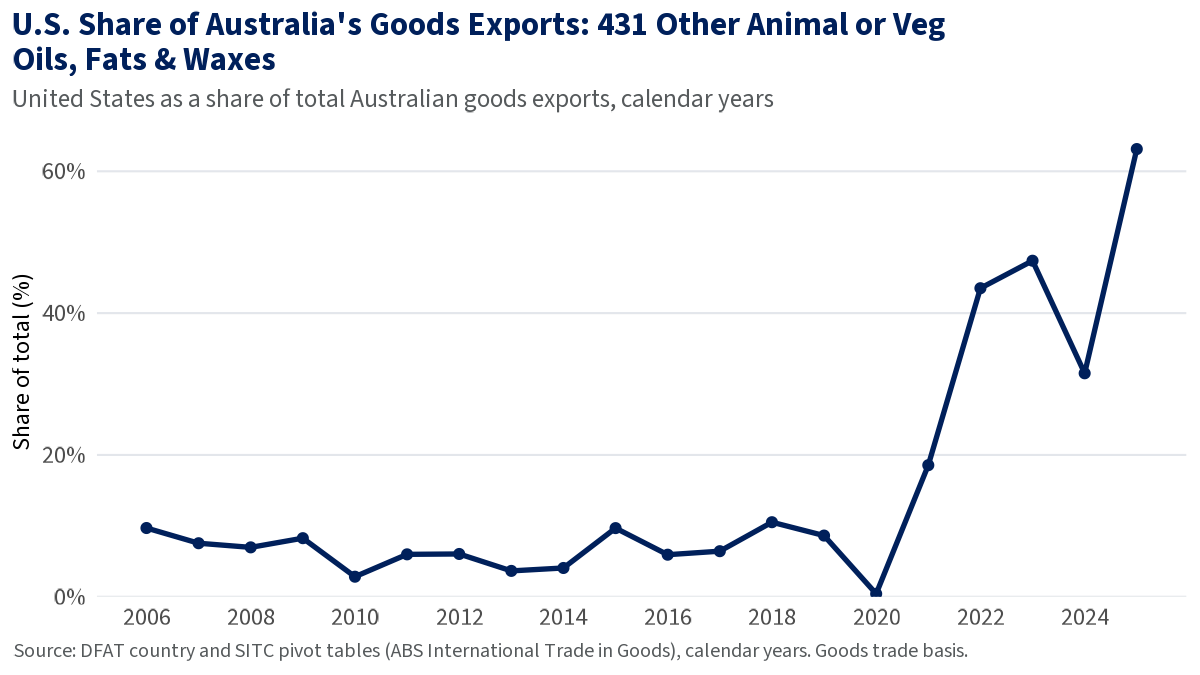 U.S. Share of Australia's Goods Exports: 431 Other Animal or Veg
Oils, Fats & Waxes
United States as a share of total Australian goods exports, calendar years
Share of total (%)
60%
40%
20%
0%
2006 2008 2010 2012 2014 2016 2018 2020 2022 2024
Source: DFAT country and SITC pivot tables (ABS International Trade in Goods), calendar years. Goods trade basis.